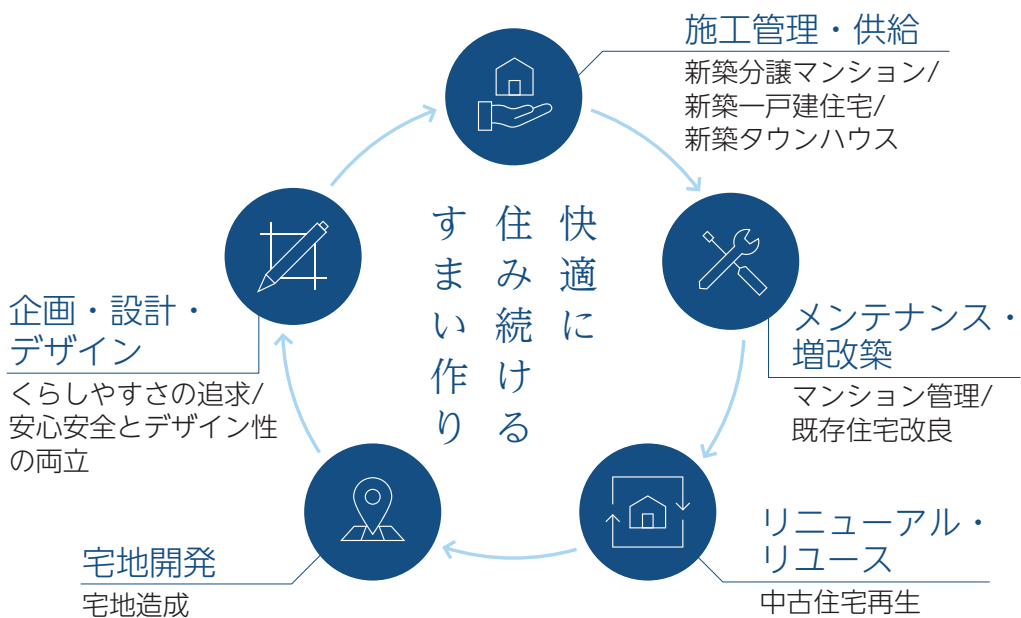 施工管理・供給
新築分譲マンション/
新築一戸建住宅/
新築タウンハウス
快適に
住み続ける
すまい作り
メンテナンス・
増改築
マンション管理/
既存住宅改良
リニューアル・
リユース
中古住宅再生
宅地開発
宅地造成
企画・設計・
デザイン
くらしやすさの追求/
安心安全とデザイン性
の両立